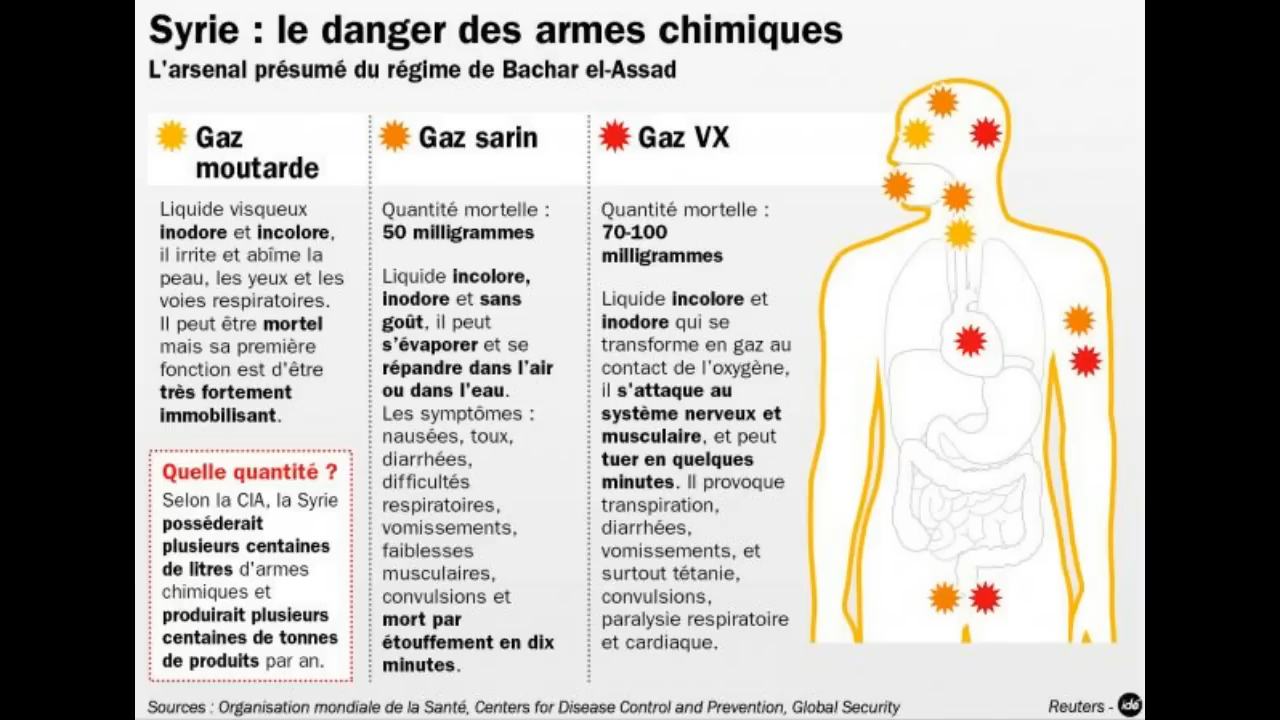 Syrie : le danger des armes chimiques
L'arsenal présumé du régime de Bachar el-Assad
Gaz
moutarde
Liquide visqueux
inodore et incolore,
il irrite et abîme la
peau, les yeux et les
voies respiratoires.
Il peut être mortel
mais sa première
fonction est d'être
très fortement
immobilisant.
Quelle quantité ?
Selon la CIA, la Syrie
posséderait
plusieurs centaines
de litres d'armes
chimiques et
produirait plusieurs
centaines de tonnes
de produits par an.
Gaz sarin
Quantité mortelle :
50 milligrammes
Liquide incolore,
inodore et sans
goût, il peut
s'évaporer et se
répandre dans l'air
ou dans l'eau.
Les symptômes :
nausées, toux,
diarrhées,
difficultés
respiratoires,
vomissements,
faiblesses
musculaires,
convulsions et
mort par
étouffement en dix
minutes.
Gaz VX
Quantité mortelle :
70-100
milligrammes
Liquide incolore et
inodore qui se
transforme en gaz au
contact de l'oxygène,
il s'attaque au
système nerveux et
musculaire, et peut
tuer en quelques
minutes. Il provoque
transpiration,
diarrhées,
vomissements, et
surtout tétanie,
convulsions,
paralysie respiratoire
et cardiaque.
Sources : Organisation mondiale de la Santé, Centers for Disease Control and Prevention, Global Security
Reuters - idé